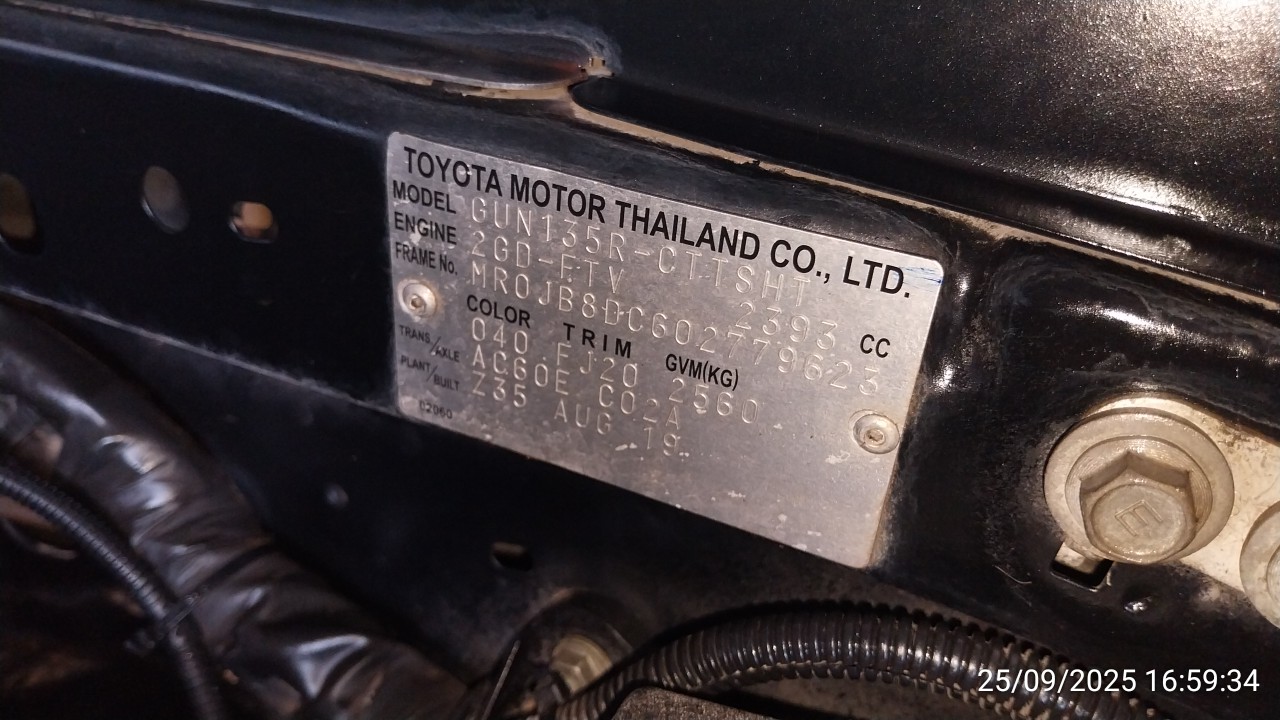 TOYOTA MOTOR THAILAND CO., LTD.
MODEL GUN135R-CTTSHT
ENGINE 2GD-FTV 2393 CC
FRAME No. MR0JB8DC602779623
COLOR TRIM GVM(KG)
040 FJ20 2560
TRANS/AXLE AC60E C02A
PLANT/BUILT Z35 AUG 19
02060
E
25/09/2025 16:59:34